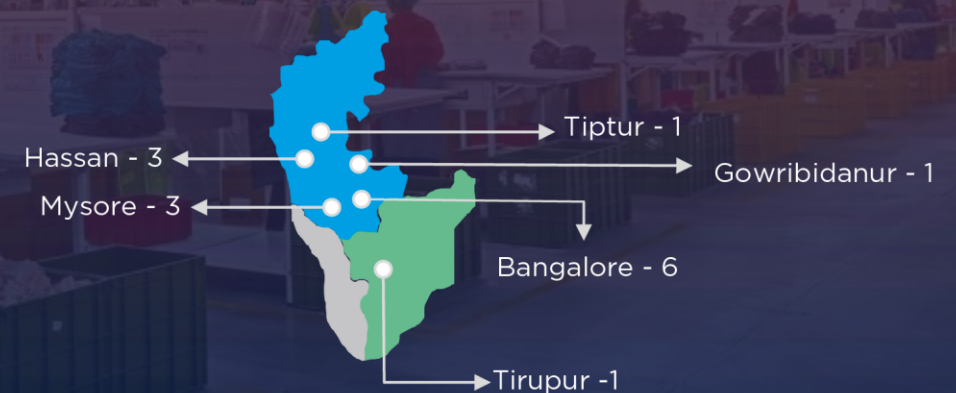 Tiptur - 1
Hassan - 3
Gowribidanur - 1
Mysore - 3
Bangalore - 6
Tirupur -1